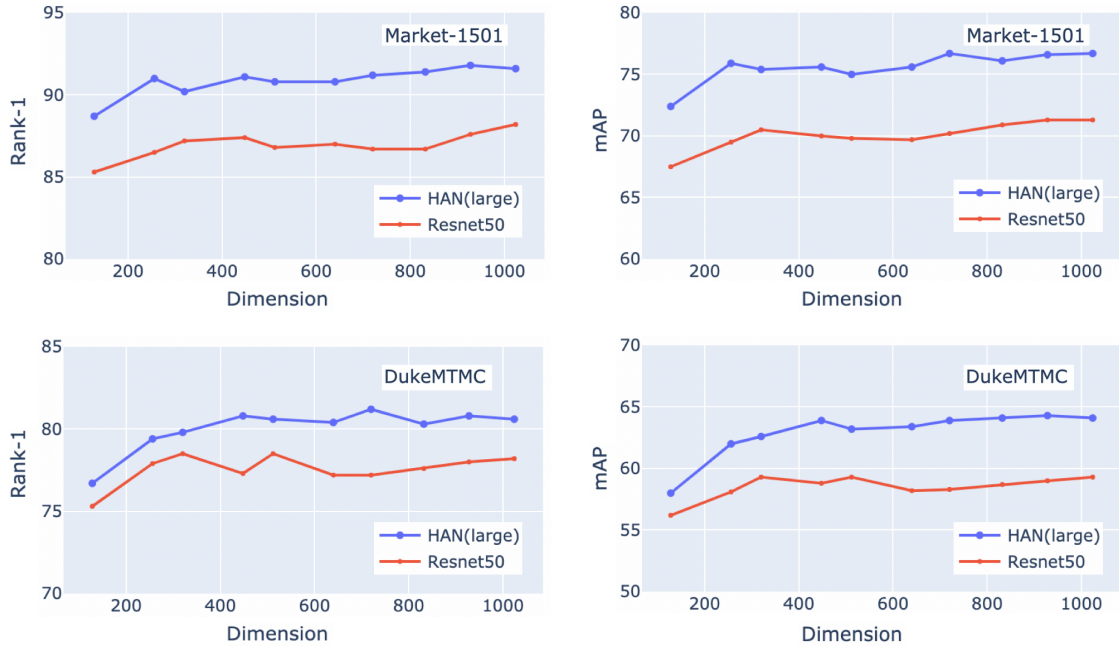 95
90
85
80
Rank-1
Market-1501
HAN(large)
Resnet50
200 400 600 800 1000
Dimension
80
75
70
65
60
mAP
Market-1501
HAN(large)
Resnet50
200 400 600 800 1000
Dimension
85
80
75
70
Rank-1
DukeMTMC
HAN(large)
Resnet50
200 400 600 800 1000
Dimension
70
65
60
55
50
mAP
DukeMTMC
HAN(large)
Resnet50
200 400 600 800 1000
Dimension